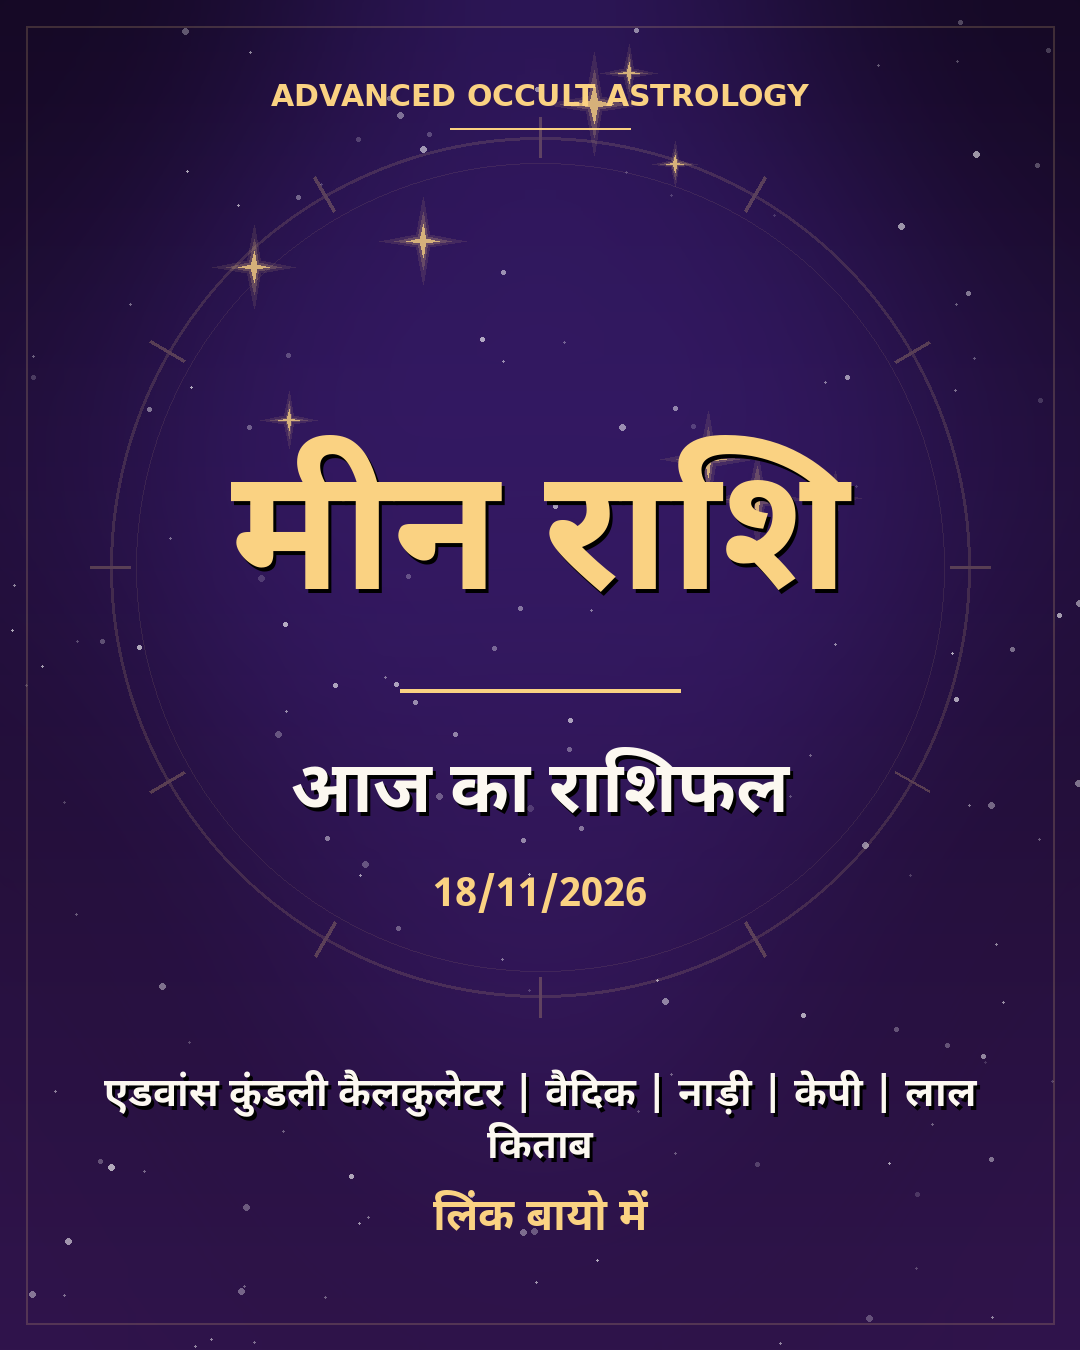 ADVANCED OCCULT ASTROLOGY
मीन राशि
आज का राशिफल
18/11/2026
एडवांस कुंडली कैलकुलेटर | वैदिक | नाड़ी | केपी | लाल
किताब
लिंक बायो में